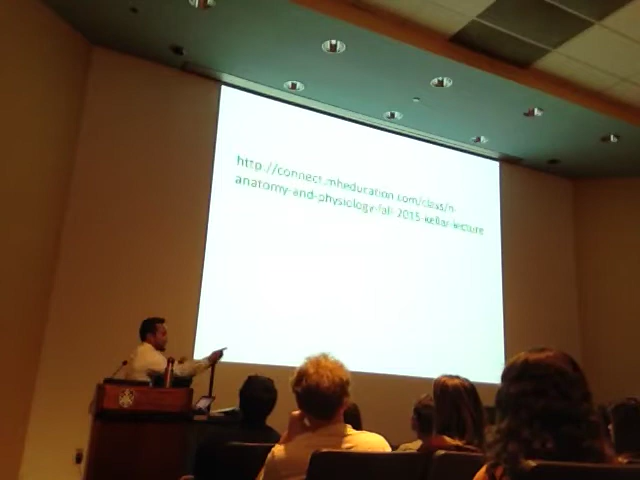 http://connect.mheducation.com/class/n-
anatomy-and-physiology-fall-2015-kellar-lecture